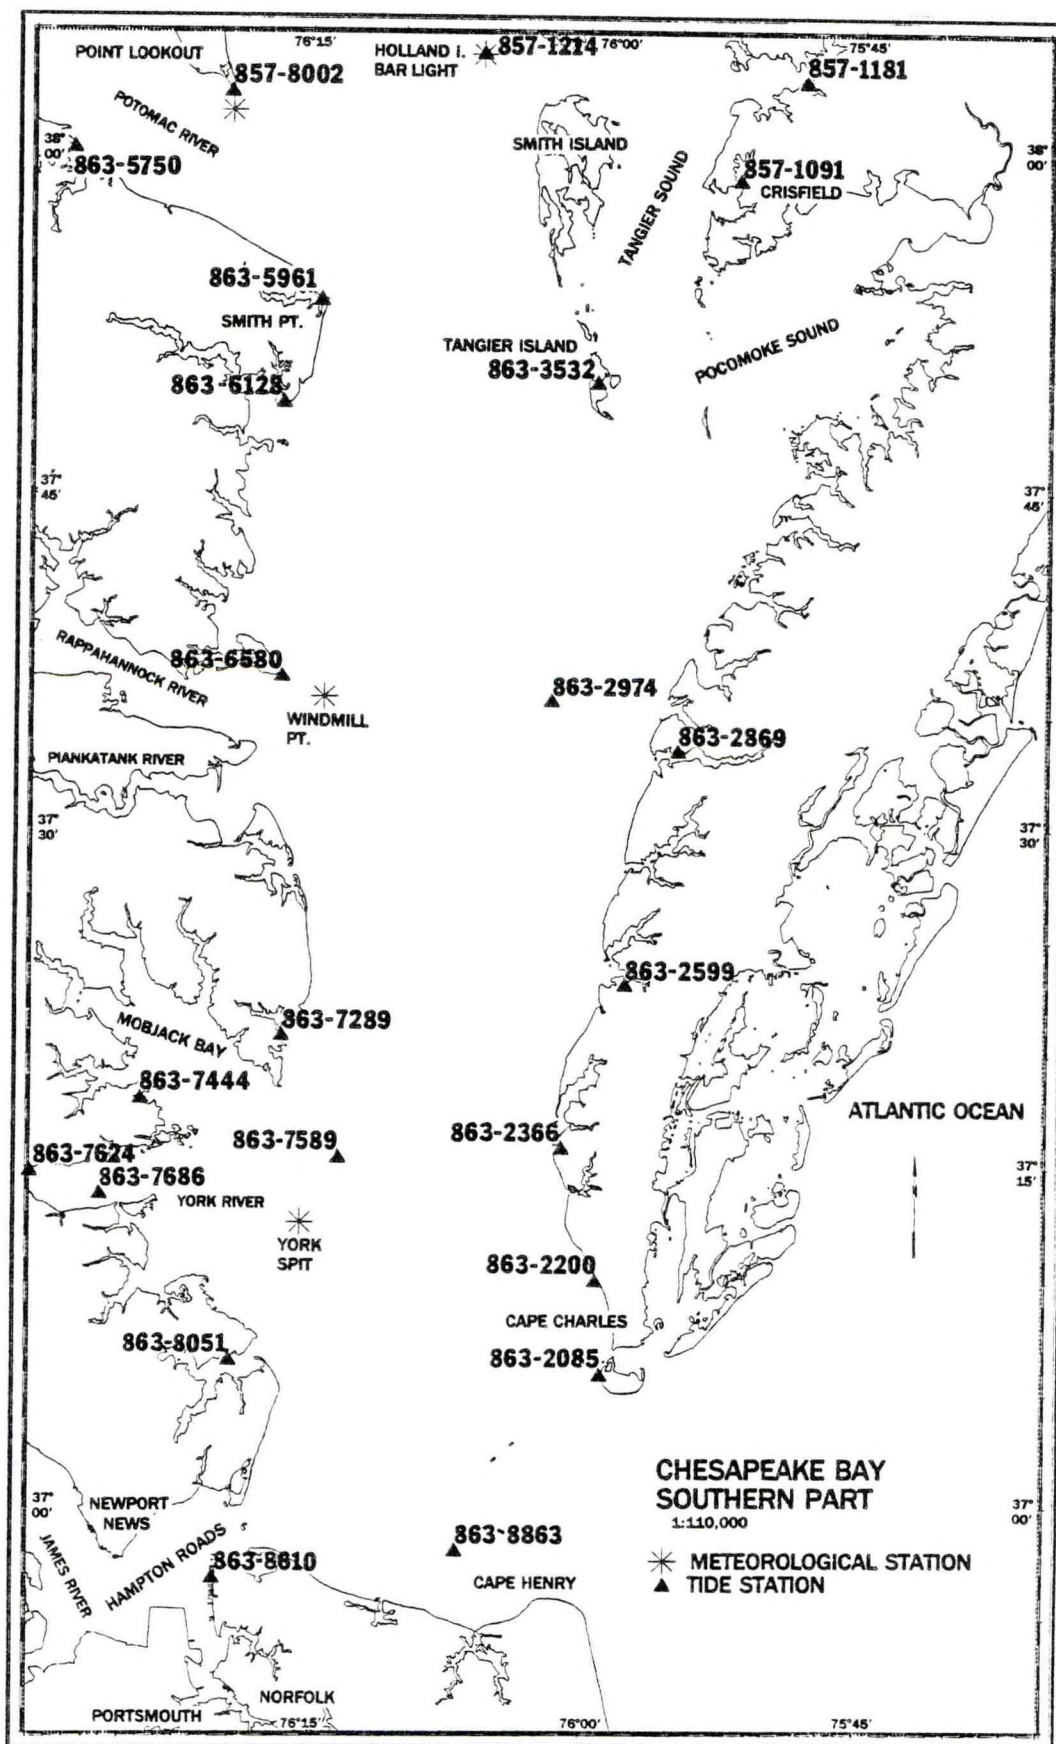 POINT LOOKOUT
76°15'
HOLLAND I.
BAR LIGHT
857-1214
76°00'
75°45'
857-8002
857-1181
POTOMAC RIVER
38°
00'
863-5750
SMITH ISLAND
TANGIER SOUND
857-1091
CRISFIELD
38°
00'
863-5961
SMITH PT.
TANGIER ISLAND
863-3532
POCOMOKE SOUND
863-6128
37°
45'
37°
45'
RAPPAHANNOCK RIVER
863-6580
WINDMILL
PT.
863-2974
863-2869
PIANKATANK RIVER
37°
30'
37°
30'
863-2599
MOBJACK BAY
863-7289
863-7444
ATLANTIC OCEAN
863-7624
863-7589
863-2366
863-7686
YORK RIVER
37°
15'
N
YORK
SPIT
863-2200
CAPE CHARLES
863-8051
863-2085
CHESAPEAKE BAY
SOUTHERN PART
1:110,000
METEOROLOGICAL STATION
TIDE STATION
37°
00'
37°
00'
NEWPORT
NEWS
JAMES RIVER
HAMPTON ROADS
863-8610
863-8863
CAPE HENRY
NORFOLK
PORTSMOUTH
76°15'
76°00'
75°45'